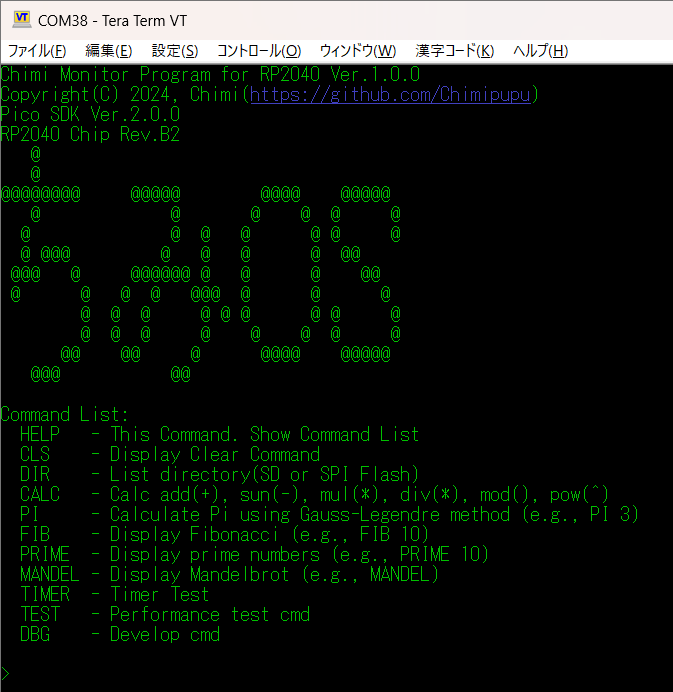 COM38 - Tera Term VT
ファイル(F) 編集(E) 設定(S) コントロール(O) ウィンドウ(W) 漢字コード(K) ヘルプ(H)
Chimi Monitor Program for RP2040 Ver.1.0.0
Copyright(C) 2024, Chimi(https://github.com/Chimipupu)
Pico SDK Ver.2.0.0
RP2040 Chip Rev.B2
ちみOS
Command List:
HELP - This Command. Show Command List
CLS - Display Clear Command
DIR - List directory(SD or SPI Flash)
CALC - Calc add(+), sun(-), mul(*), div(*), mod(), pow(^)
PI - Calculate Pi using Gauss-Legendre method (e.g., PI 3)
FIB - Display Fibonacci (e.g., FIB 10)
PRIME - Display prime numbers (e.g., PRIME 10)
MANDEL - Display Mandelbrot (e.g., MANDEL)
TIMER - Timer Test
TEST - Performance test cmd
DBG - Develop cmd
>